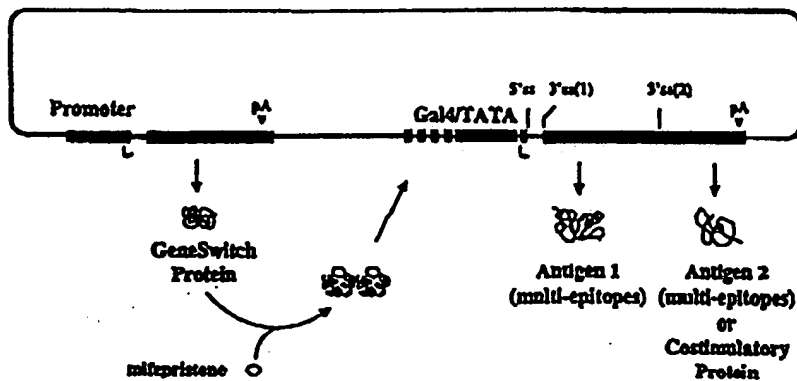 5'ss 3'ss(1) 3'ss(2)
Promoter pA Gal4/TATA pA
GeneSwitch
Protein
mifepristone
Antigen 1
(multi-epitopes)
Antigen 2
(multi-epitopes)
or
Costimulatory
Protein